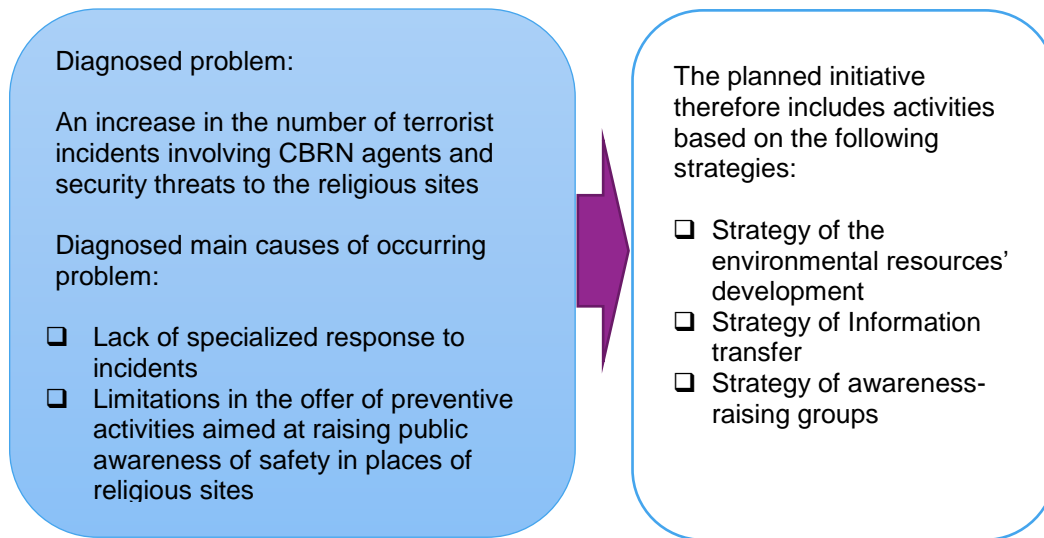 Diagnosed problem:
An increase in the number of terrorist
incidents involving CBRN agents and
security threats to the religious sites
Diagnosed main causes of occurring
problem:
❑ Lack of specialized response to
incidents
❑ Limitations in the offer of preventive
activities aimed at raising public
awareness of safety in places of
religious sites
The planned initiative
therefore includes activities
based on the following
strategies:
❑ Strategy of the
environmental resources’
development
❑ Strategy of Information
transfer
❑ Strategy of awareness-
raising groups